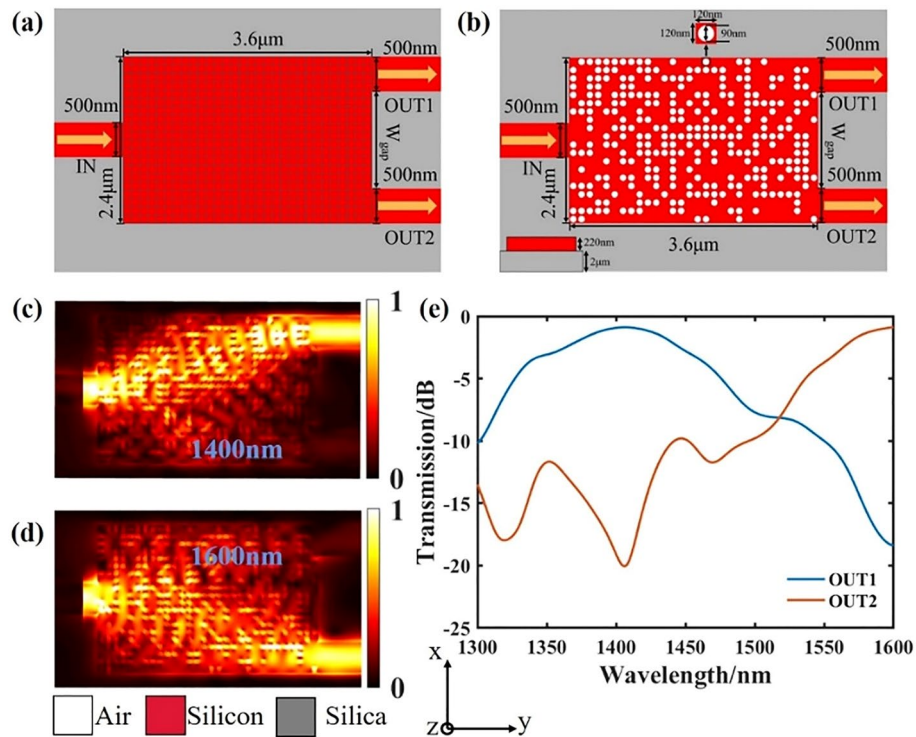 (a)
3.6μm
500nm
500nm
OUT1
IN
Wgap
2.4μm
500nm
OUT2
(b)
120nm
120nm
90nm
500nm
500nm
OUT1
IN
Wgap
2.4μm
500nm
OUT2
3.6μm
220nm
2μm
(c)
1
1400nm
0
(d)
1
1600nm
0
Air
Silicon
Silica
x
z
y
(e)
0
-5
-10
-15
-20
-25
Transmission/dB
OUT1
OUT2
1300 1350 1400 1450 1500 1550 1600
Wavelength/nm